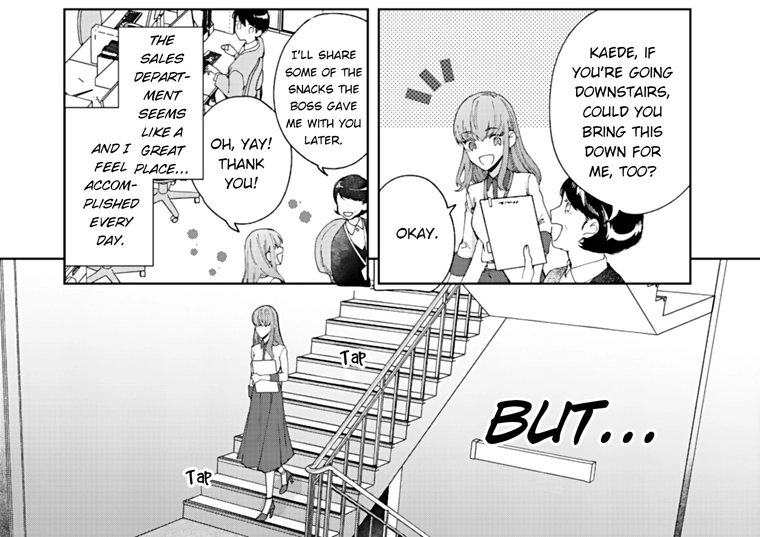 KAEDE, IF
YOU'RE GOING
DOWNSTAIRS,
COULD YOU
BRING THIS
DOWN FOR
ME, TOO?
OKAY.
I'LL SHARE
SOME OF THE
SNACKS THE
BOSS GAVE
ME WITH YOU
LATER.
OH, YAY!
THANK
YOU!
THE
SALES
DEPART-
MENT
SEEMS
LIKE A
GREAT
PLACE...
AND I
FEEL
ACCOM-
PLISHED
EVERY
DAY.
TAP
TAP
BUT...